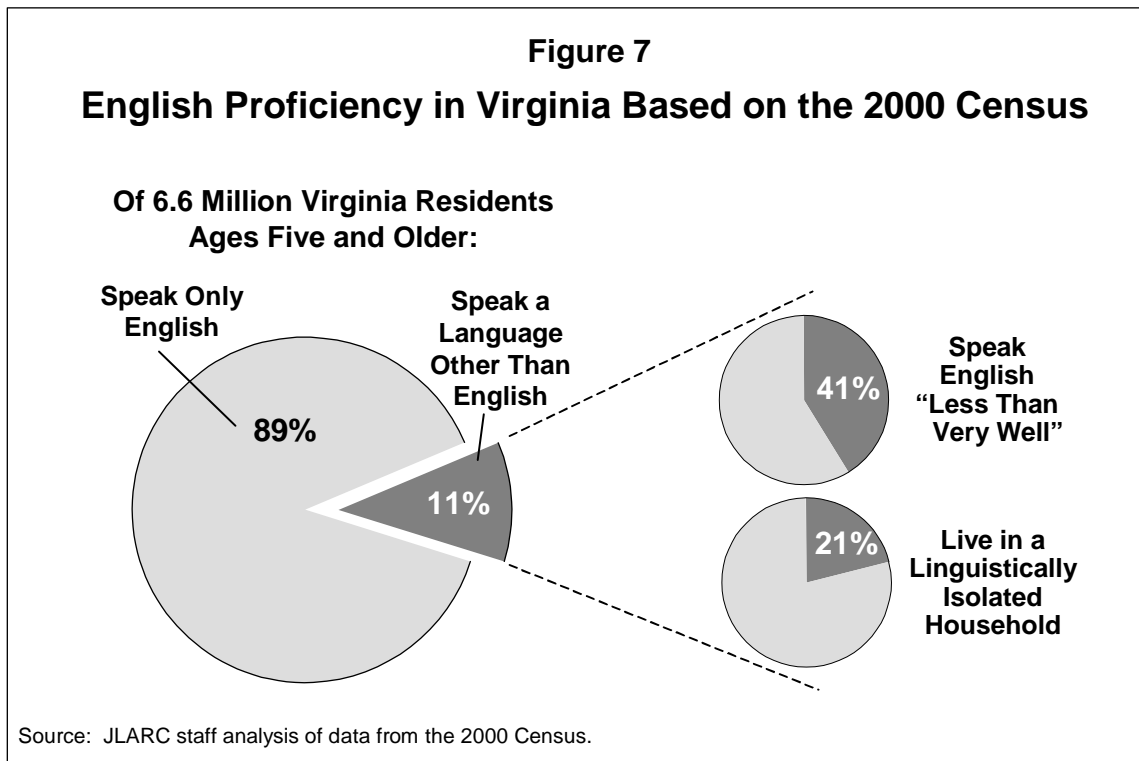 Figure 7
English Proficiency in Virginia Based on the 2000 Census
Of 6.6 Million Virginia Residents
Ages Five and Older:
Speak Only
English
89%
Speak a
Language
Other Than
English
11%
41%
Speak
English
“Less Than
Very Well”
21%
Live in a
Linguistically
Isolated
Household
Source: JLARC staff analysis of data from the 2000 Census.